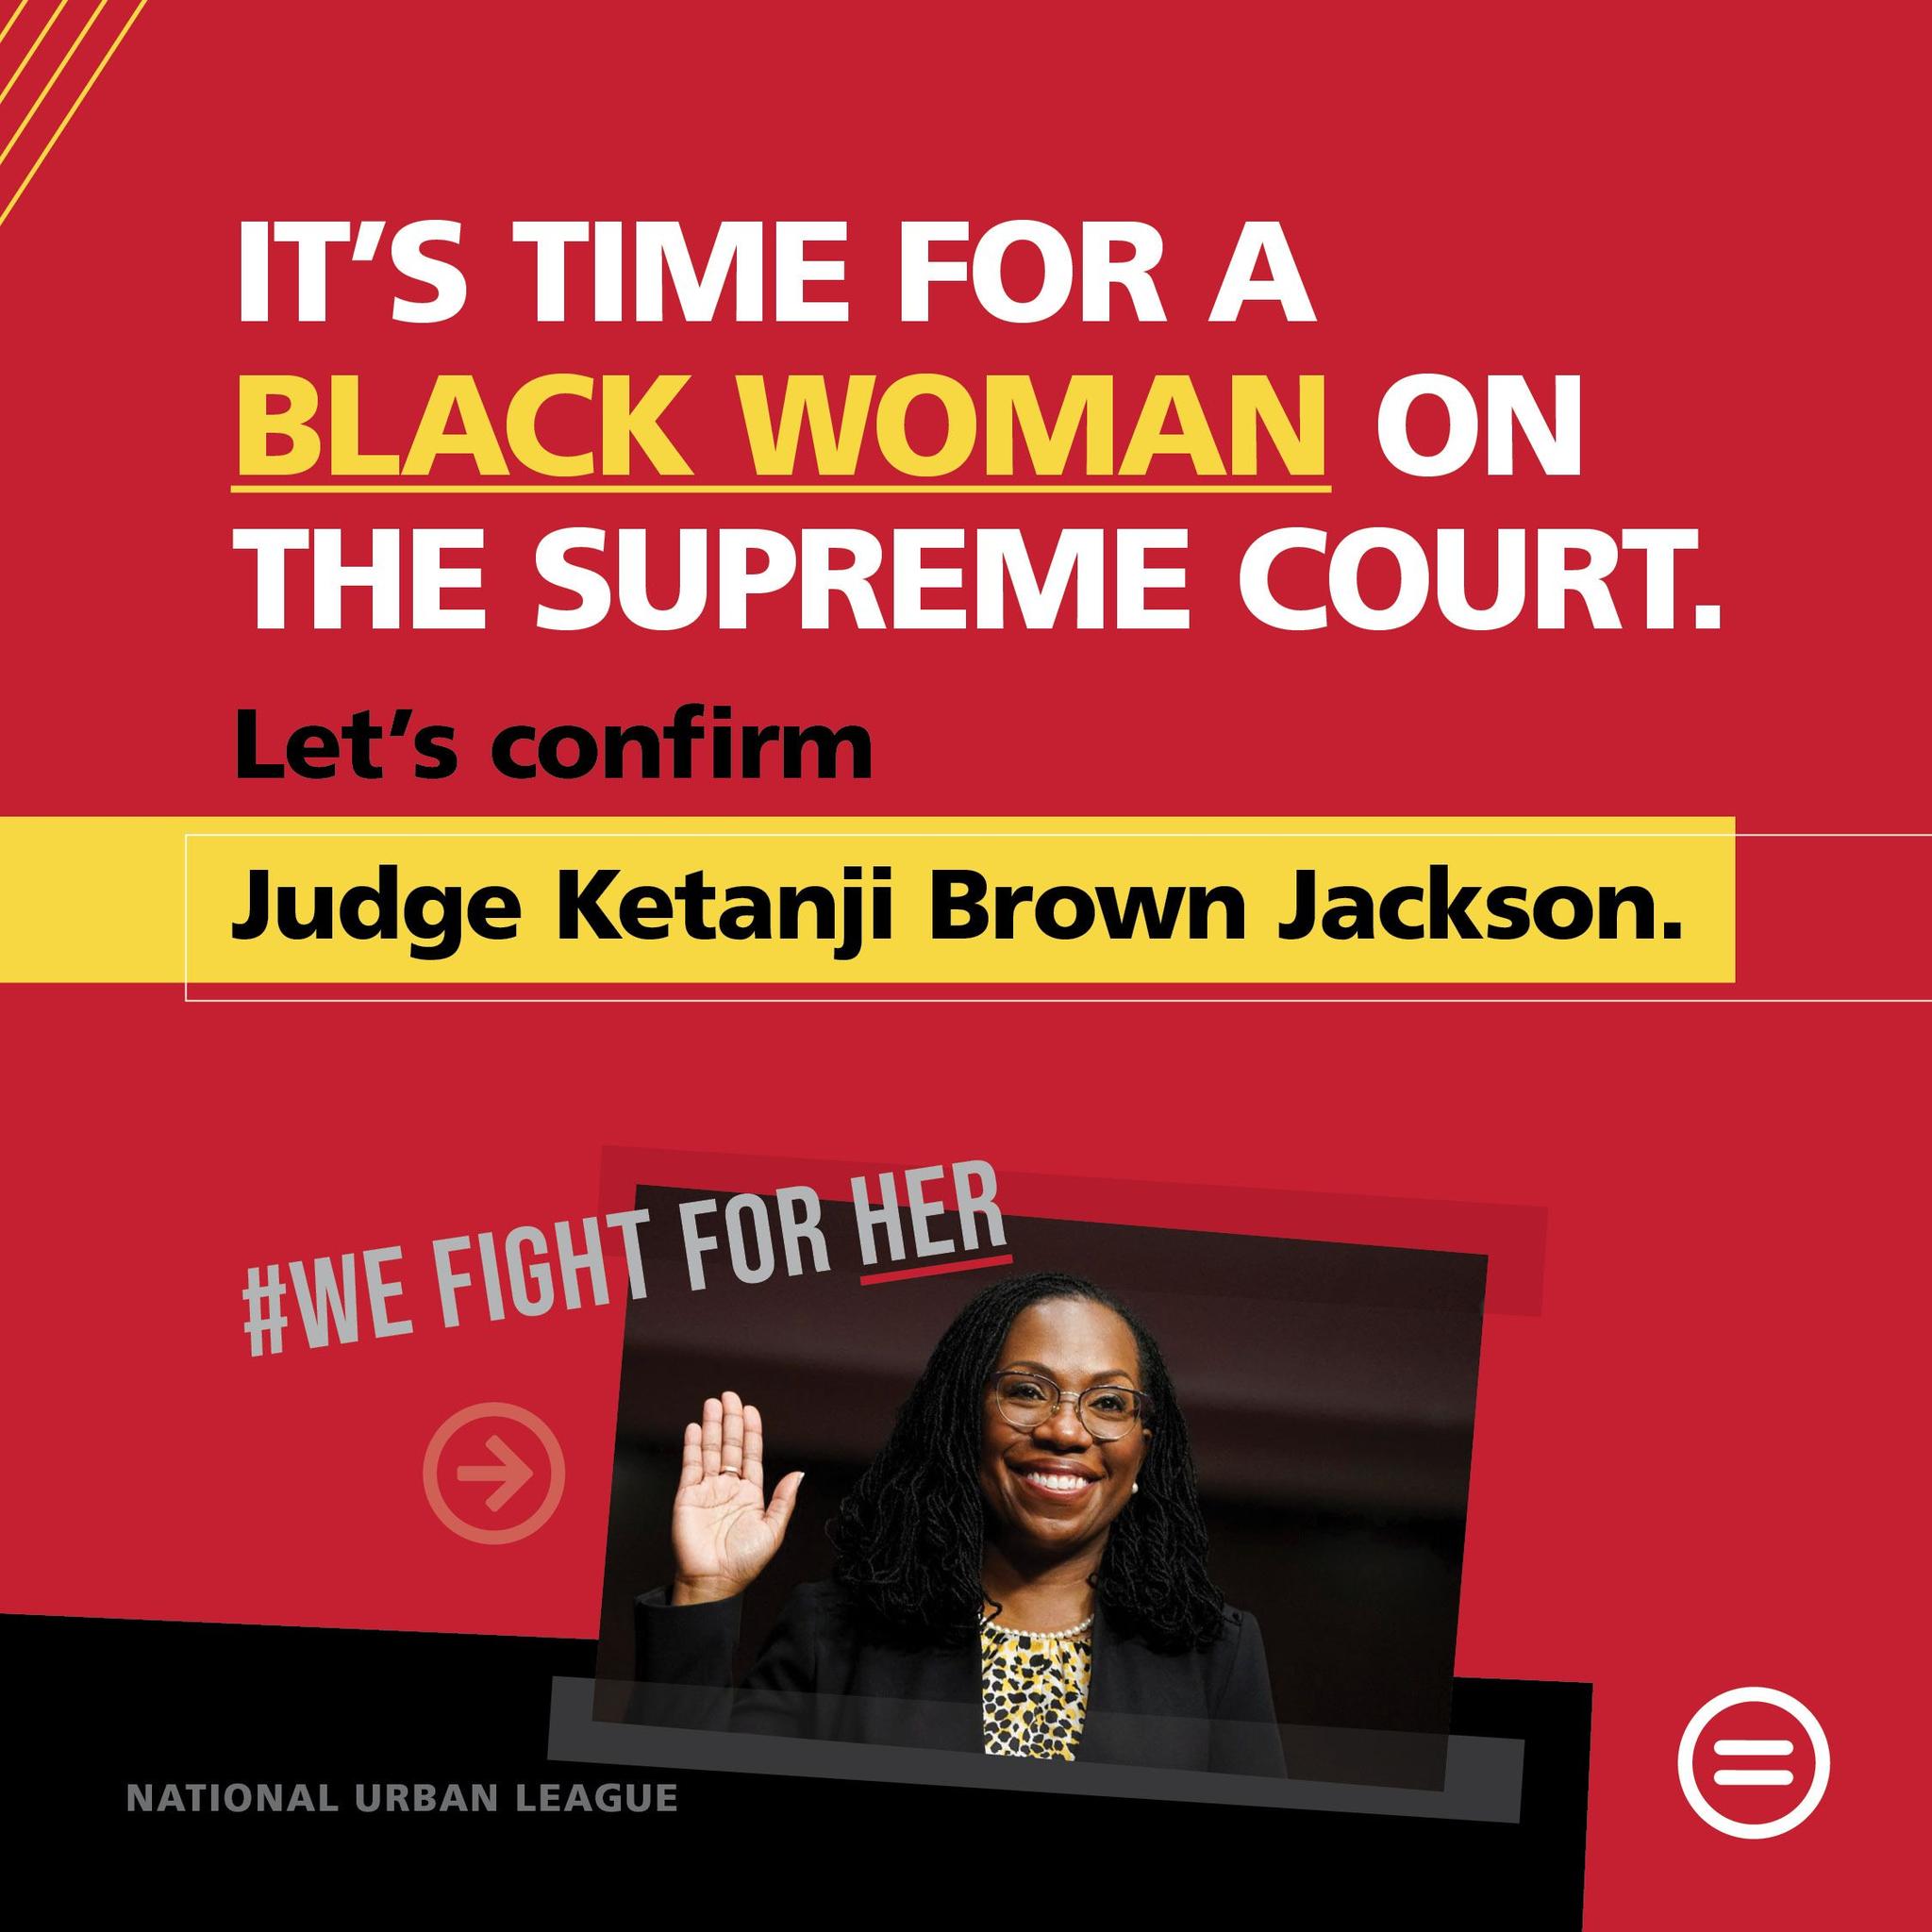 IT’S TIME FOR A
BLACK WOMAN ON
THE SUPREME COURT.
Let’s confirm
Judge Ketanji Brown Jackson.
#WE FIGHT FOR HER
NATIONAL URBAN LEAGUE